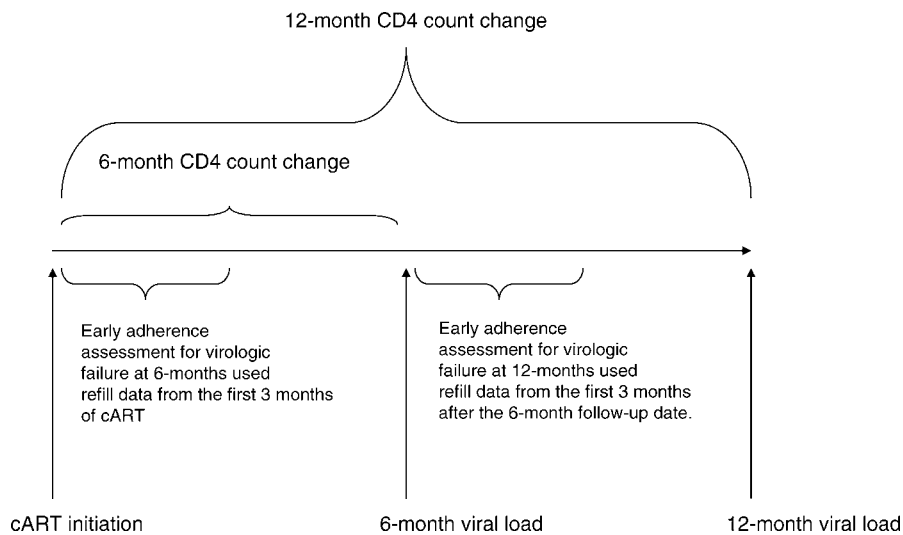 12-month CD4 count change
6-month CD4 count change
Early adherence
assessment for virologic
failure at 6-months used
refill data from the first 3 months
of cART
Early adherence
assessment for virologic
failure at 12-months used
refill data from the first 3 months
after the 6-month follow-up date.
cART initiation
6-month viral load
12-month viral load